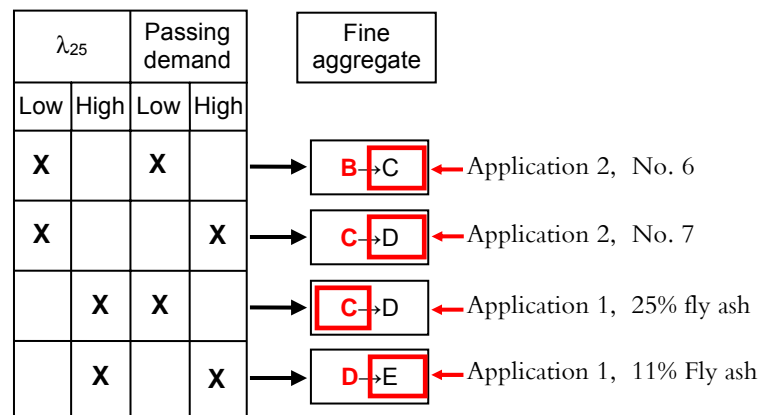 λ25 Passing demand Fine aggregate
Low High Low High
X X B→C Application 2, No. 6
X X C→D Application 2, No. 7
X X C→D Application 1, 25% fly ash
X X D→E Application 1, 11% Fly ash